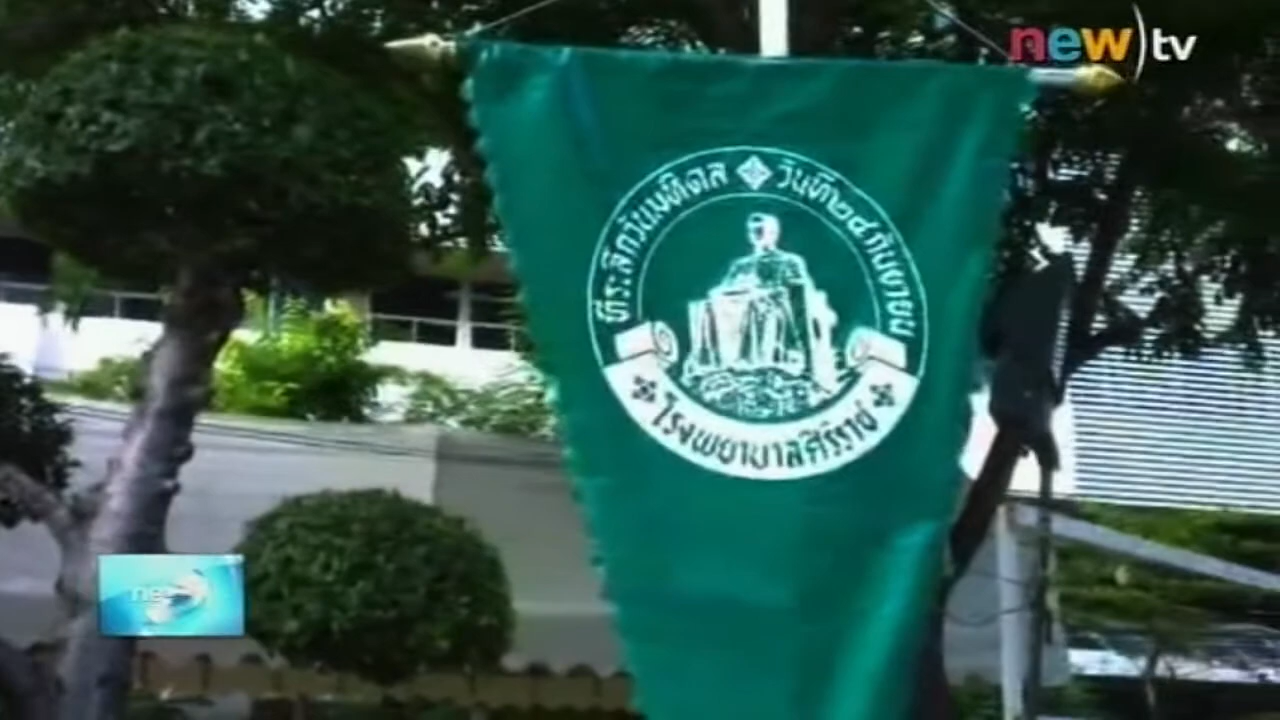 new)tv
ที่ระลึกวันมหิดล วันที่ ๒๔ กันยายน
โรงพยาบาลศิริราช
new